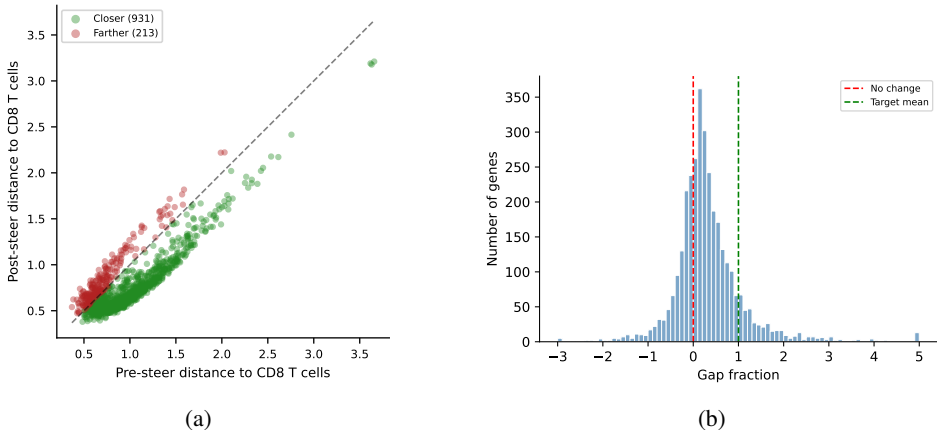 Closer (931)
Farther (213)
3.5
3.0
2.5
2.0
1.5
1.0
0.5
Post-steer distance to CD8 T cells
0.5 1.0 1.5 2.0 2.5 3.0 3.5
Pre-steer distance to CD8 T cells
(a)
No change
Target mean
350
300
250
200
150
100
50
0
Number of genes
−3 −2 −1 0 1 2 3 4 5
Gap fraction
(b)